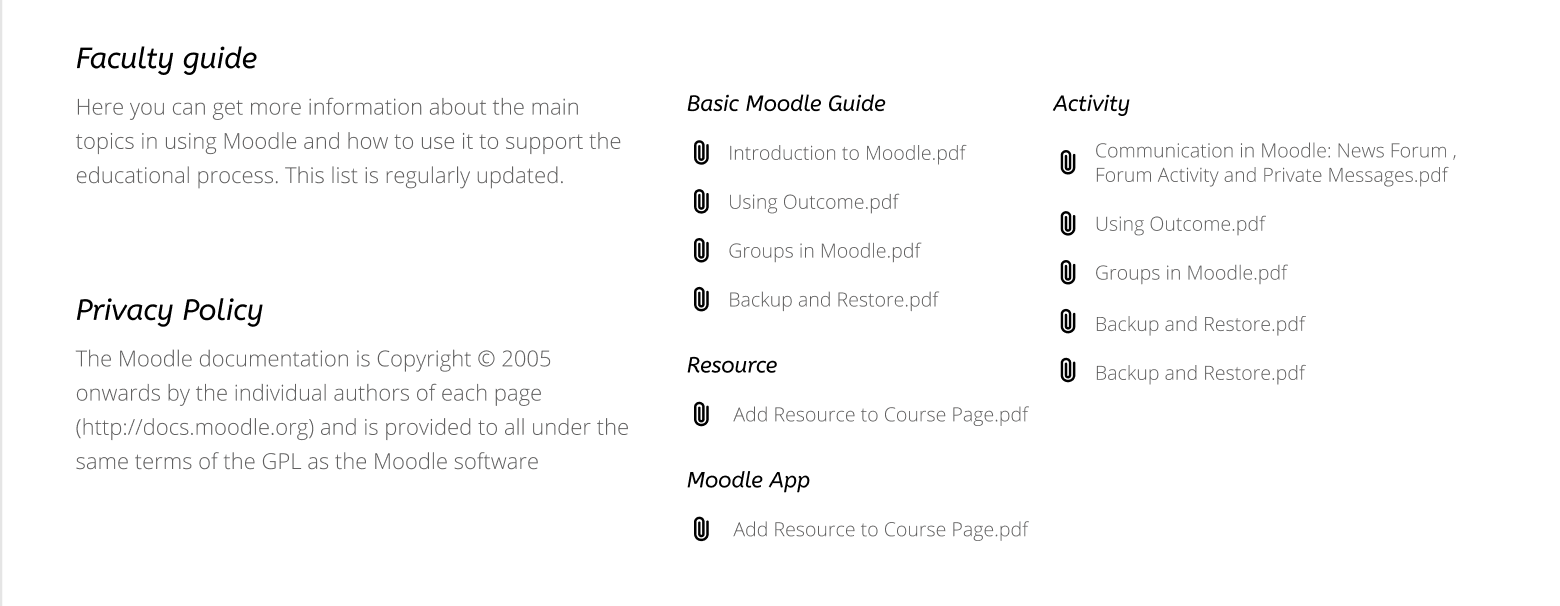 Faculty guide
Here you can get more information about the main
topics in using Moodle and how to use it to support the
educational process. This list is regularly updated.
Privacy Policy
The Moodle documentation is Copyright © 2005
onwards by the individual authors of each page
(http://docs.moodle.org) and is provided to all under the
same terms of the GPL as the Moodle software
Basic Moodle Guide
Introduction to Moodle.pdf
Using Outcome.pdf
Groups in Moodle.pdf
Backup and Restore.pdf
Resource
Add Resource to Course Page.pdf
Moodle App
Add Resource to Course Page.pdf
Activity
Communication in Moodle: News Forum ,
Forum Activity and Private Messages.pdf
Using Outcome.pdf
Groups in Moodle.pdf
Backup and Restore.pdf
Backup and Restore.pdf